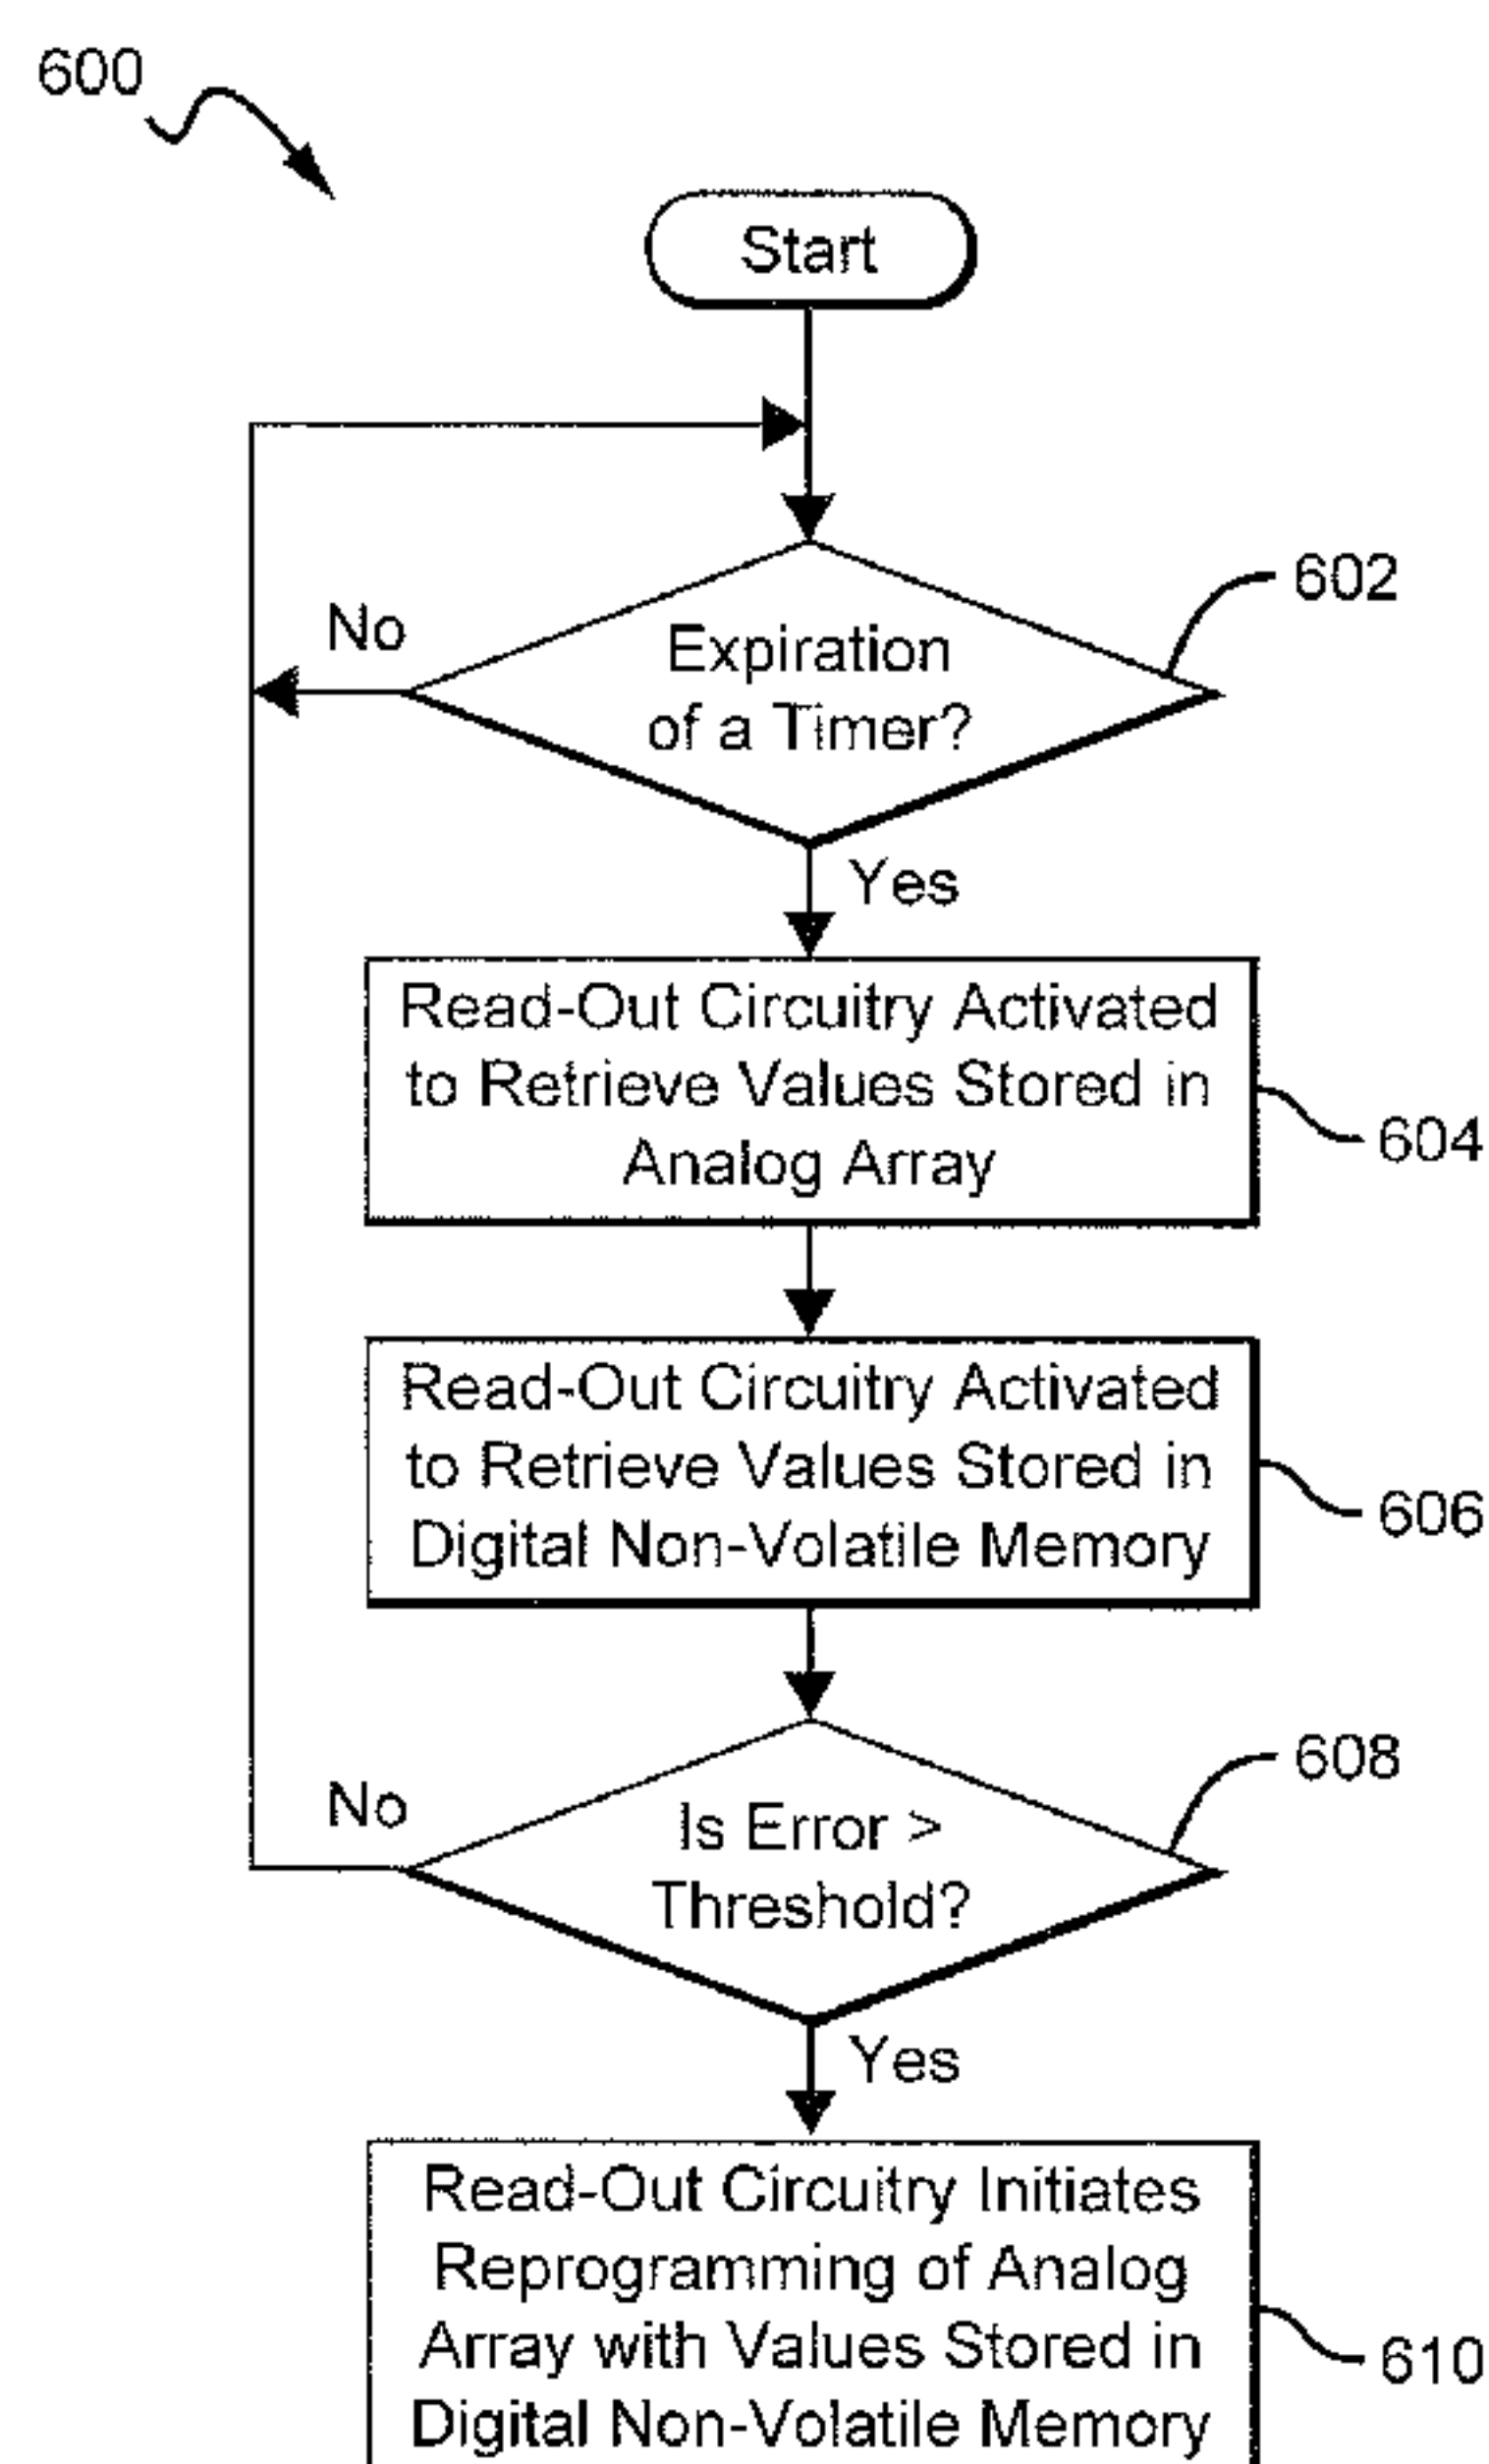 600
Start
602
No
Expiration
of a Timer?
Yes
Read-Out Circuitry Activated
to Retrieve Values Stored in
Analog Array
604
Read-Out Circuitry Activated
to Retrieve Values Stored in
Digital Non-Volatile Memory
606
608
No
Is Error >
Threshold?
Yes
Read-Out Circuitry Initiates
Reprogramming of Analog
Array with Values Stored in
Digital Non-Volatile Memory
610